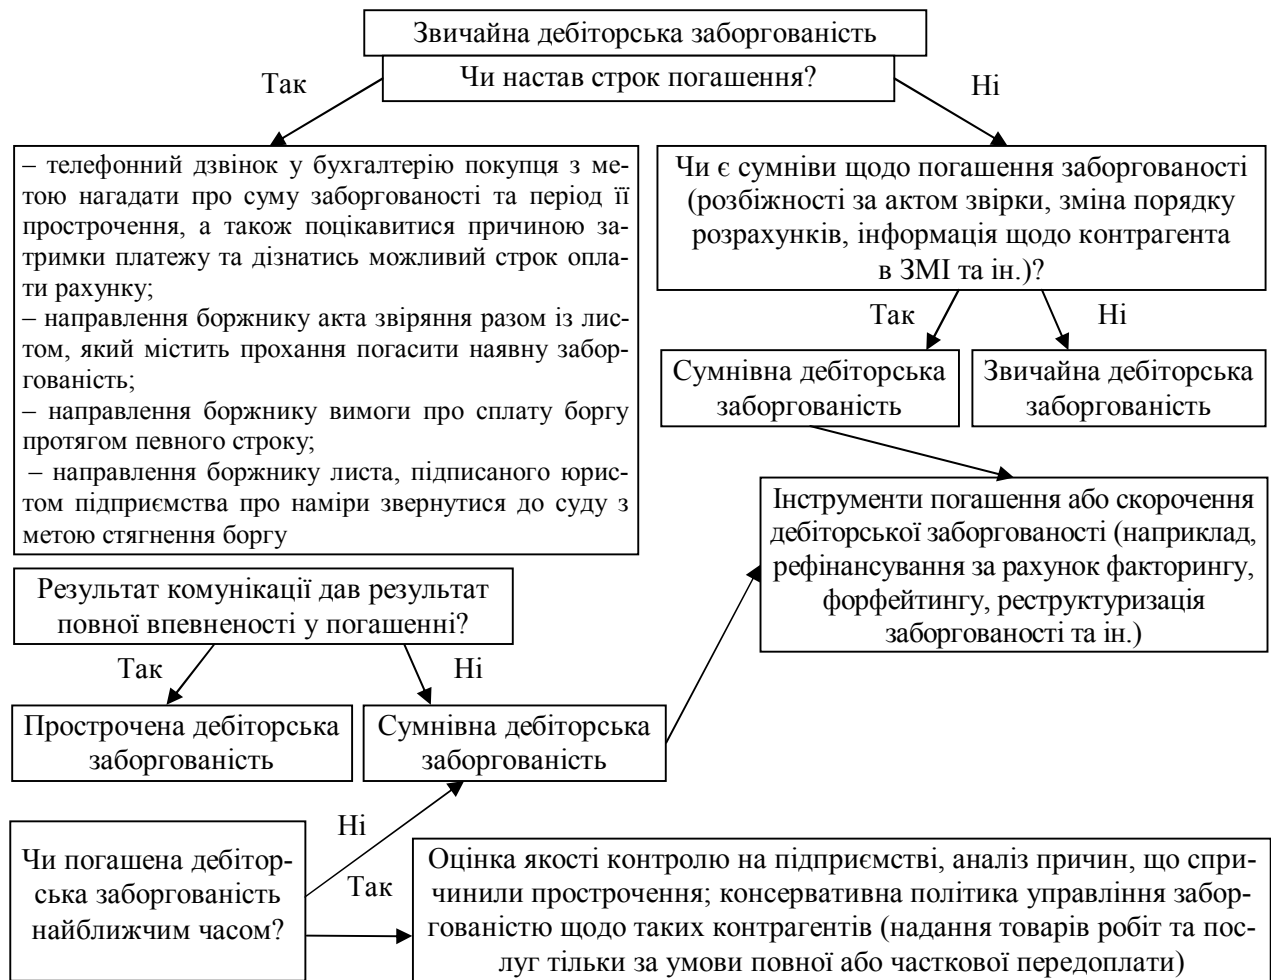 Звичайна дебіторська заборгованість
Так
Чи настав строк погашення?
Ні
– телефонний дзвінок у бухгалтерію покупця з ме-
тою нагадати про суму заборгованості та період її
прострочення, а також поцікавитися причиною за-
тримки платежу та дізнатись можливий строк опла-
ти рахунку;
– направлення боржнику акта звіряння разом із лис-
том, який містить прохання погасити наявну забор-
гованість;
– направлення боржнику вимоги про сплату боргу
протягом певного строку;
– направлення боржнику листа, підписаного юрис-
том підприємства про наміри звернутися до суду з
метою стягнення боргу
Чи є сумніви щодо погашення заборгованості
(розбіжності за актом звірки, зміна порядку
розрахунків, інформація щодо контрагента
в ЗМІ та ін.)?
Так
Ні
Сумнівна дебіторська
заборгованість
Звичайна дебіторська
заборгованість
Інструменти погашення або скорочення
дебіторської заборгованості (наприклад,
рефінансування за рахунок факторингу,
форфейтингу, реструктуризація
заборгованості та ін.)
Результат комунікації дав результат
повної впевненості у погашенні?
Так
Ні
Прострочена дебіторська
заборгованість
Сумнівна дебіторська
заборгованість
Чи погашена дебітор-
ська заборгованість
найближчим часом?
Ні
Так
Оцінка якості контролю на підприємстві, аналіз причин, що спри-
чинили прострочення; консервативна політика управління забор-
гованістю щодо таких контрагентів (надання товарів робіт та пос-
луг тільки за умови повної або часткової передоплати)